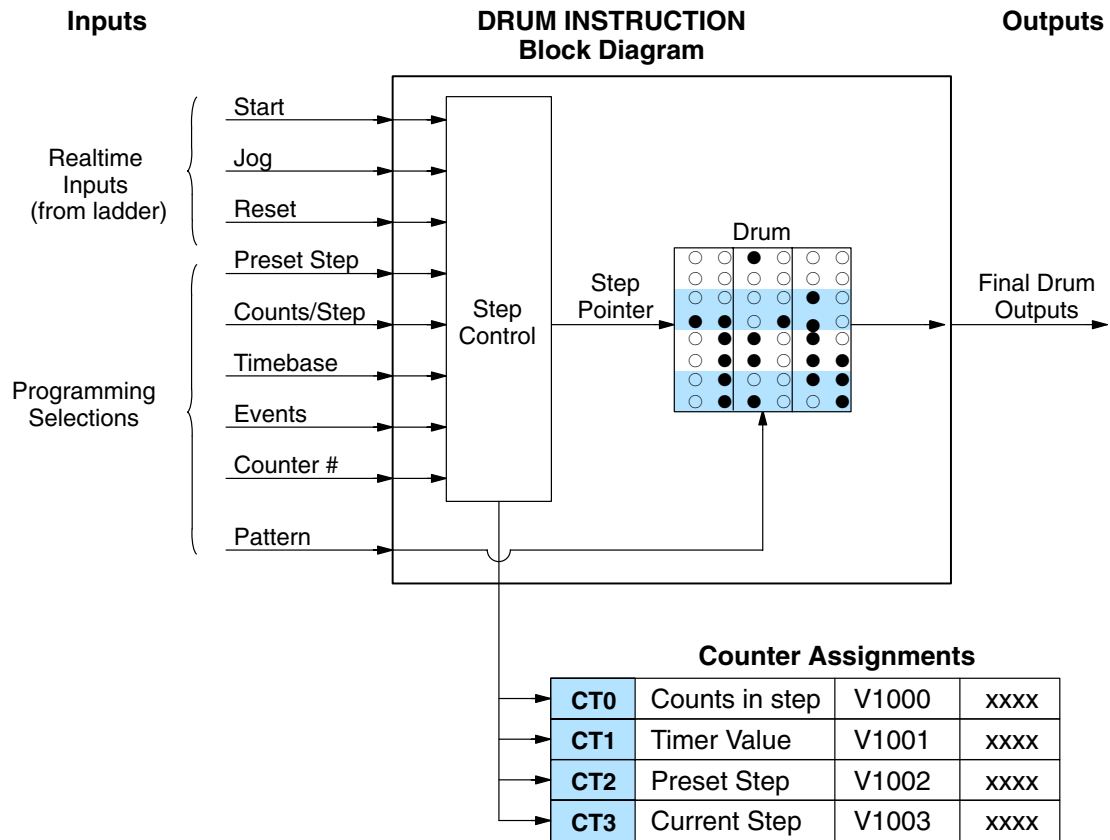 Inputs
DRUM INSTRUCTION
Block Diagram
Outputs
Realtime
Inputs
(from ladder)
Start
Jog
Reset
Programming
Selections
Preset Step
Counts/Step
Timebase
Events
Counter #
Pattern
Step
Control
Step
Pointer
Drum
Final Drum
Outputs
Counter Assignments
CT0 Counts in step V1000 xxxx
CT1 Timer Value V1001 xxxx
CT2 Preset Step V1002 xxxx
CT3 Current Step V1003 xxxx